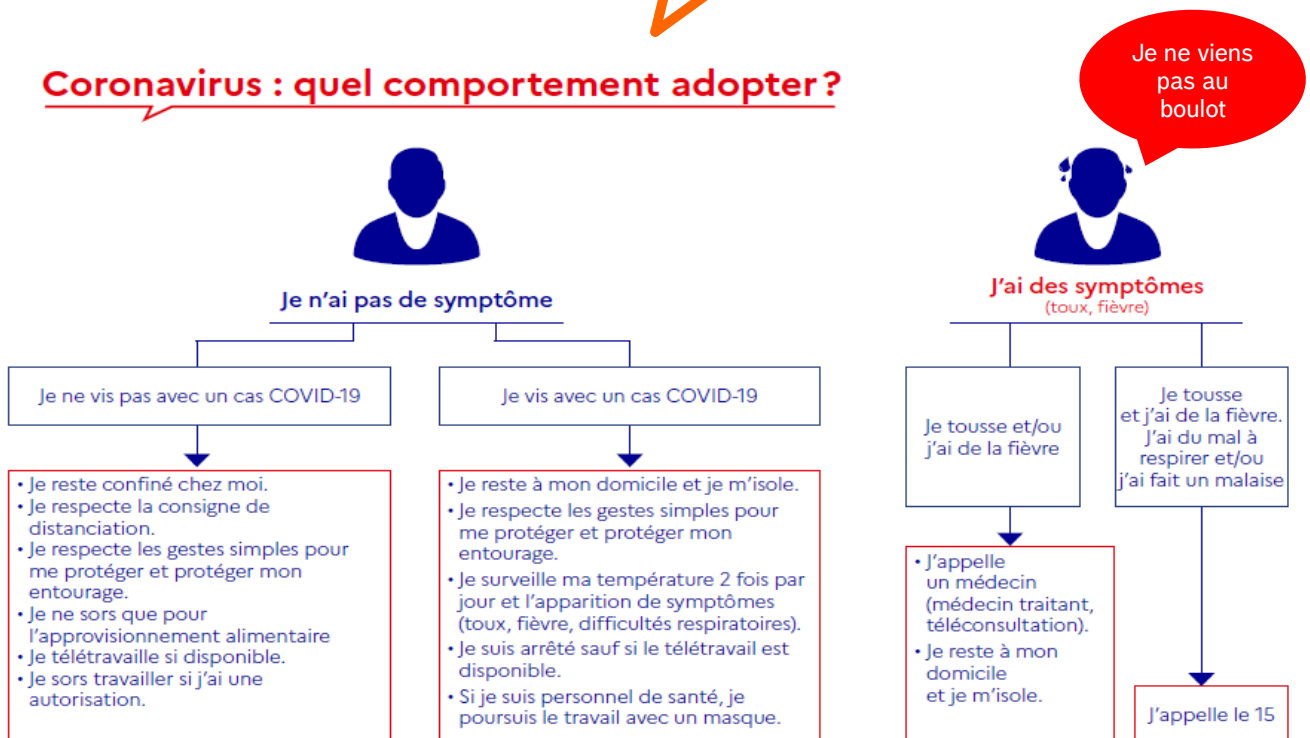 Coronavirus : quel comportement adopter ?
Je ne viens
pas au
boulot
Je n'ai pas de symptôme
J'ai des symptômes
(toux, fièvre)
Je ne vis pas avec un cas COVID-19
Je vis avec un cas COVID-19
Je tousse et/ou
j'ai de la fièvre
Je tousse
et j'ai de la fièvre.
J'ai du mal à
respirer et/ou
j'ai fait un malaise
• Je reste confiné chez moi.
• Je respecte la consigne de
distanciation.
• Je respecte les gestes simples pour
me protéger et protéger mon
entourage.
• Je ne sors que pour
l'approvisionnement alimentaire
• Je télétravaille si disponible.
• Je sors travailler si j'ai une
autorisation.
• Je reste à mon domicile et je m'isole.
• Je respecte les gestes simples pour
me protéger et protéger mon
entourage.
• Je surveille ma température 2 fois par
jour et l'apparition de symptômes
(toux, fièvre, difficultés respiratoires).
• Je suis arrêté sauf si le télétravail est
disponible.
• Si je suis personnel de santé, je
poursuis le travail avec un masque.
• J'appelle
un médecin
(médecin traitant,
téléconsultation).
• Je reste à mon
domicile
et je m'isole.
J'appelle le 15